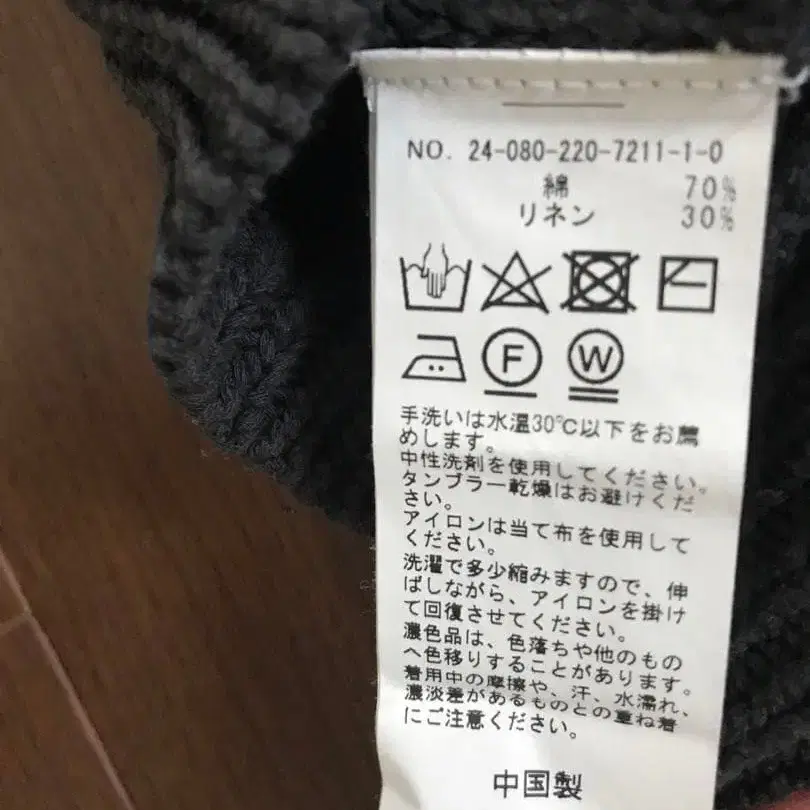 NO. 24-080-220-7211-1-0
綿 70%
リネン 30%
F W
手洗いは水温30℃以下をお薦
めします。
中性洗剤を使用してください。
タンブラー乾燥はお避けくだ
さい。
アイロンは当て布を使用して
ください。
洗濯で多少縮みますので、伸
ばしながら、アイロンを掛け
て回復させてください。
濃色品は、色落ちや他のもの
へ色移りすることがあります。
着用中の摩擦や、汗、水濡れ、
濃淡差があるものとの重ね着
にご注意ください。
中国製